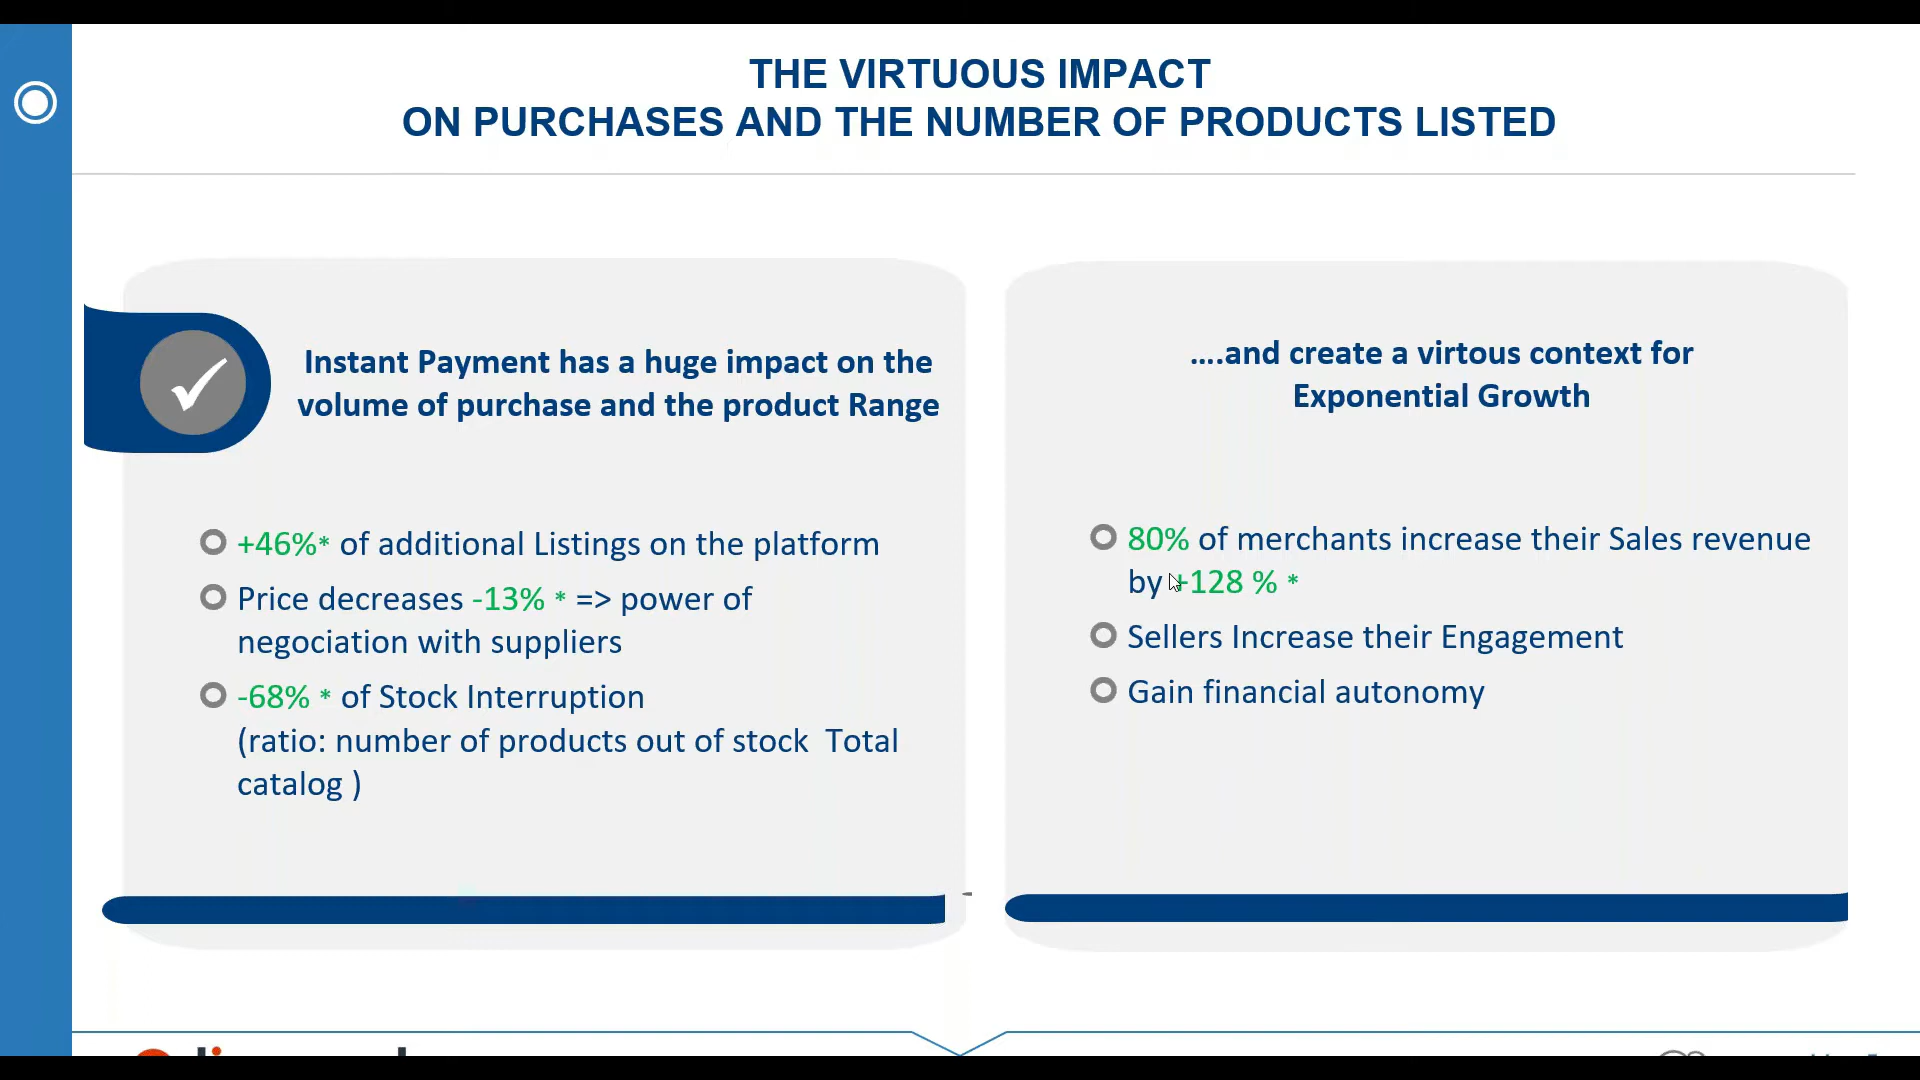 THE VIRTUOUS IMPACT
ON PURCHASES AND THE NUMBER OF PRODUCTS LISTED
Instant Payment has a huge impact on the
volume of purchase and the product Range
+46%* of additional Listings on the platform
Price decreases -13% * => power of
negociation with suppliers
-68% * of Stock Interruption
(ratio: number of products out of stock  Total
catalog )
....and create a virtous context for
Exponential Growth
80% of merchants increase their Sales revenue
by +128 % *
Sellers Increase their Engagement
Gain financial autonomy